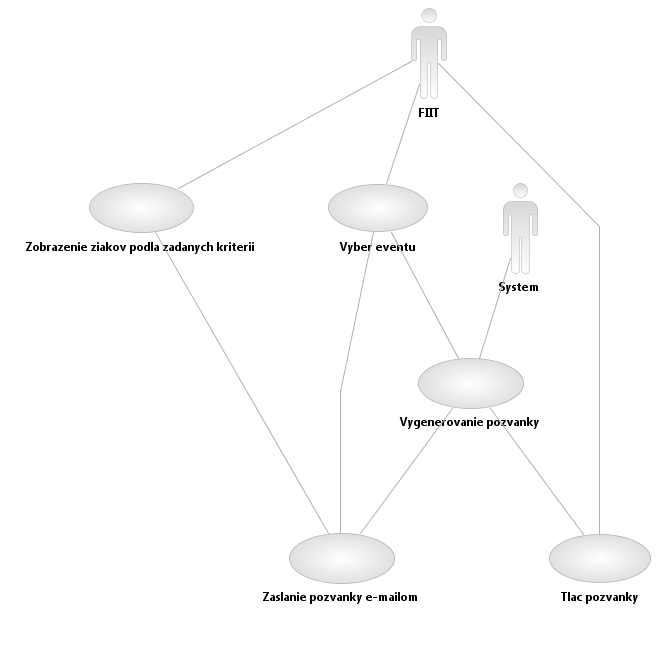 FIIT
Zobrazenie ziakov podla zadanych kriterii
Vyber eventu
System
Vygenerovanie pozvanky
Zaslanie pozvanky e-mailom
Tlac pozvanky